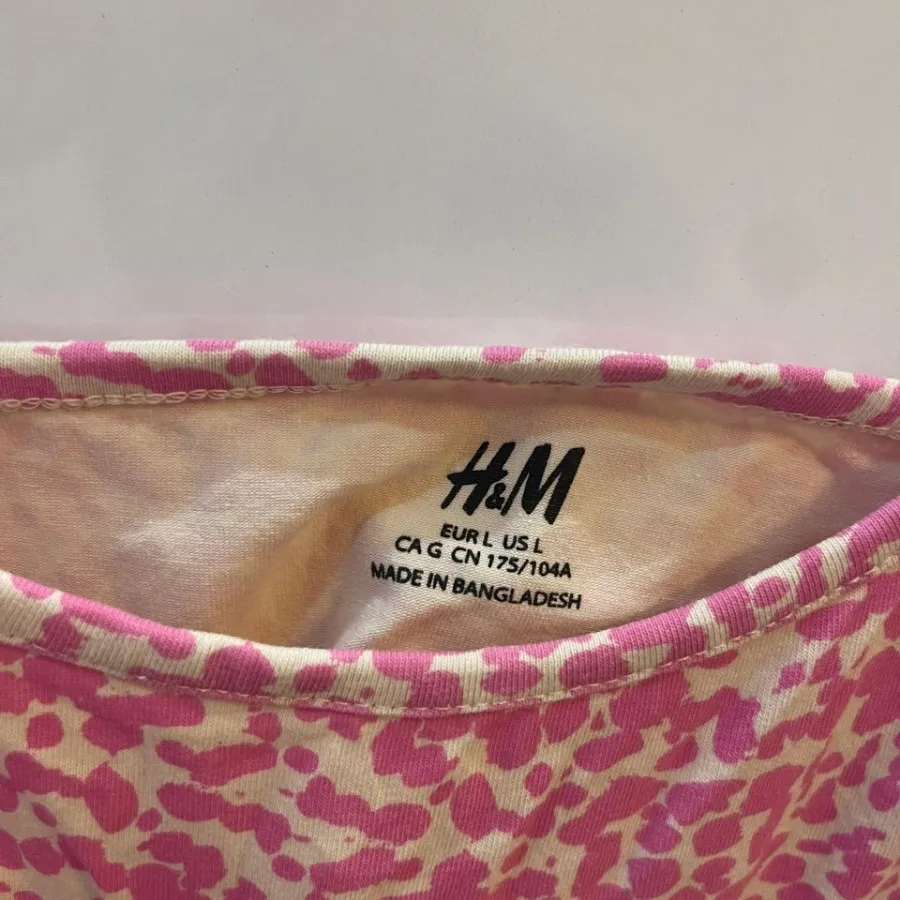 H&M
EUR L US L
CA G CN 175/104A
MADE IN BANGLADESH